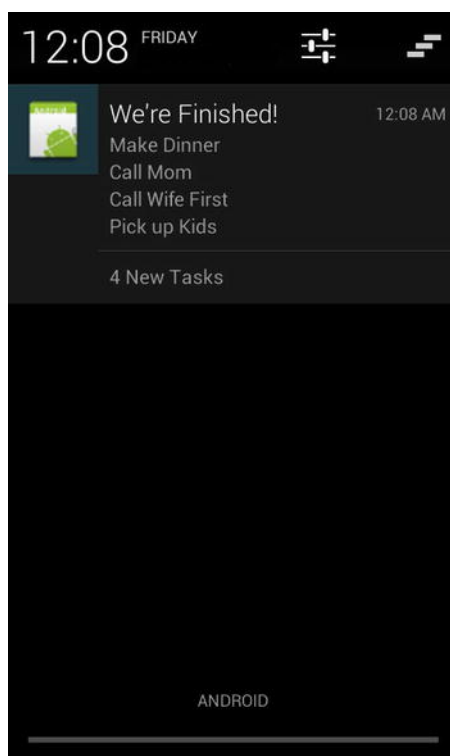 12:08 FRIDAY
We're Finished! 12:08 AM
Make Dinner
Call Mom
Call Wife First
Pick up Kids
4 New Tasks
ANDROID